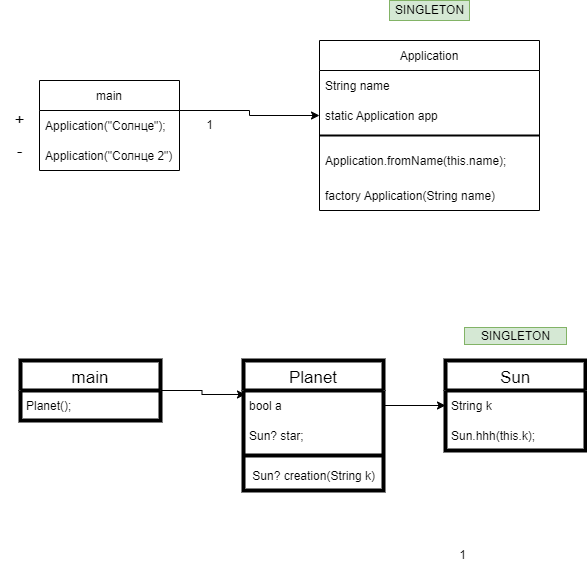 SINGLETON
Application
String name
static Application app
Application.fromName(this.name);
factory Application(String name)
main
+ Application("Солнце");
- Application("Солнце 2")
1
SINGLETON
main
Planet();
Planet
bool a
Sun? star;
Sun? creation(String k)
Sun
String k
Sun.hhh(this.k);
1